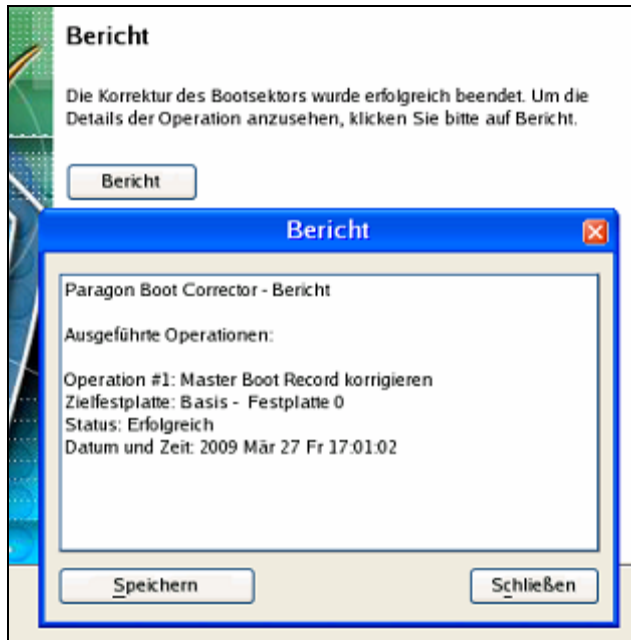 Bericht
Die Korrektur des Bootsektors wurde erfolgreich beendet. Um die
Details der Operation anzusehen, klicken Sie bitte auf Bericht.
Bericht
Bericht
Paragon Boot Corrector - Bericht
Ausgeführte Operationen:
Operation #1: Master Boot Record korrigieren
Zielfestplatte: Basis - Festplatte 0
Status: Erfolgreich
Datum und Zeit: 2009 Mär 27 Fr 17:01:02
Speichern
Schließen